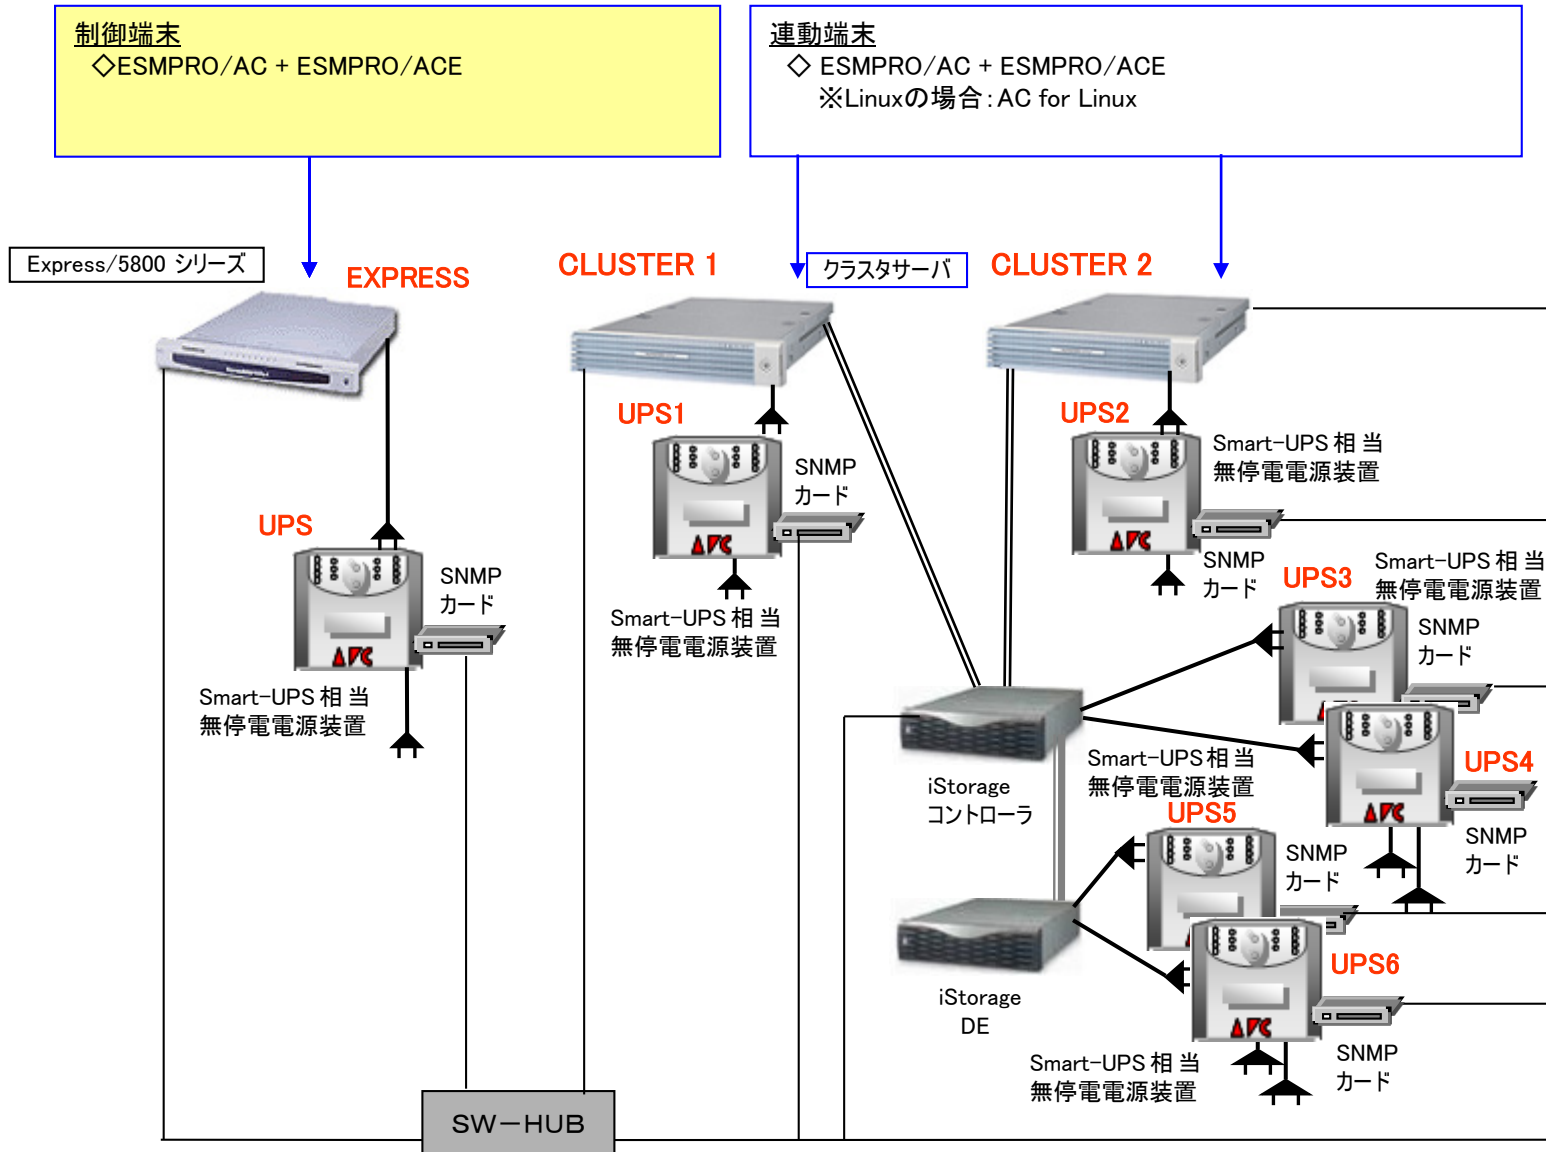 制御端末
◇ESMPRO/AC + ESMPRO/ACE
連動端末
◇ ESMPRO/AC + ESMPRO/ACE
※Linuxの場合：AC for Linux
Express/5800 シリーズ
EXPRESS
CLUSTER 1
クラスタサーバ
CLUSTER 2
UPS1
SNMP
カード
APC
Smart-UPS 相当
無停電電源装置
UPS2
Smart-UPS 相当
無停電電源装置
SNMP
カード
UPS
SNMP
カード
APC
Smart-UPS 相当
無停電電源装置
UPS3
Smart-UPS 相当
無停電電源装置
SNMP
カード
iStorage
コントローラ
Smart-UPS 相当
無停電電源装置
UPS4
APC
SNMP
カード
UPS5
SNMP
カード
iStorage
DE
UPS6
APC
Smart-UPS 相当
無停電電源装置
SNMP
カード
SW－HUB